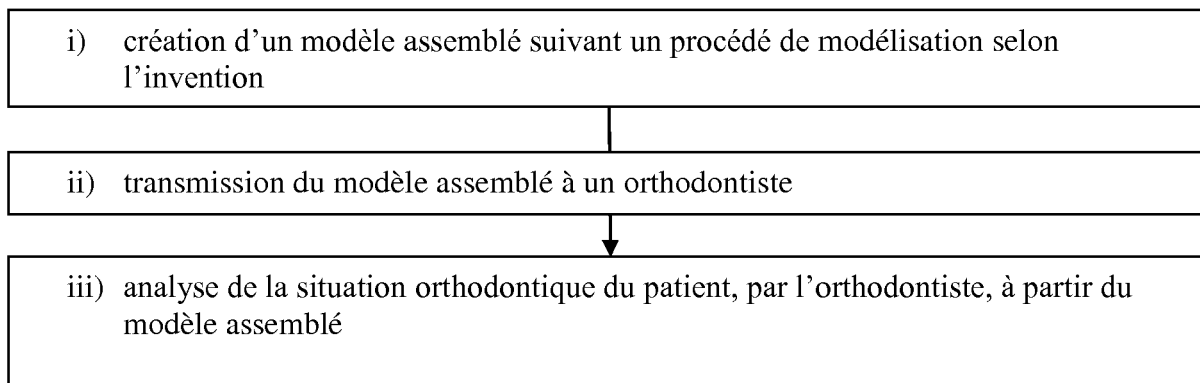 i) création d’un modèle assemblé suivant un procédé de modélisation selon
l’invention
ii) transmission du modèle assemblé à un orthodontiste
iii) analyse de la situation orthodontique du patient, par l’orthodontiste, à partir du
modèle assemblé